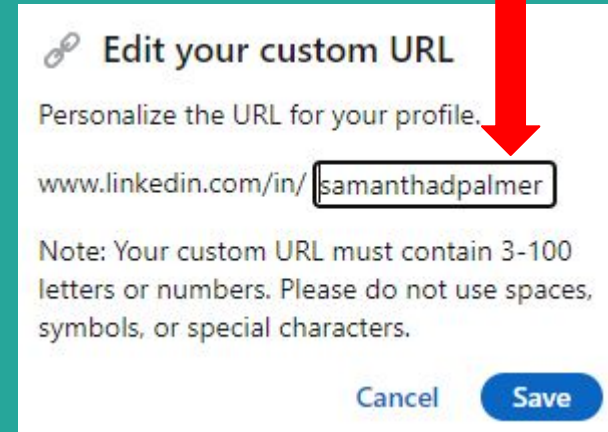 Edit your custom URL
Personalize the URL for your profile.
www.linkedin.com/in/ samanthadpalmer
Note: Your custom URL must contain 3-100
letters or numbers. Please do not use spaces,
symbols, or special characters.
Cancel Save